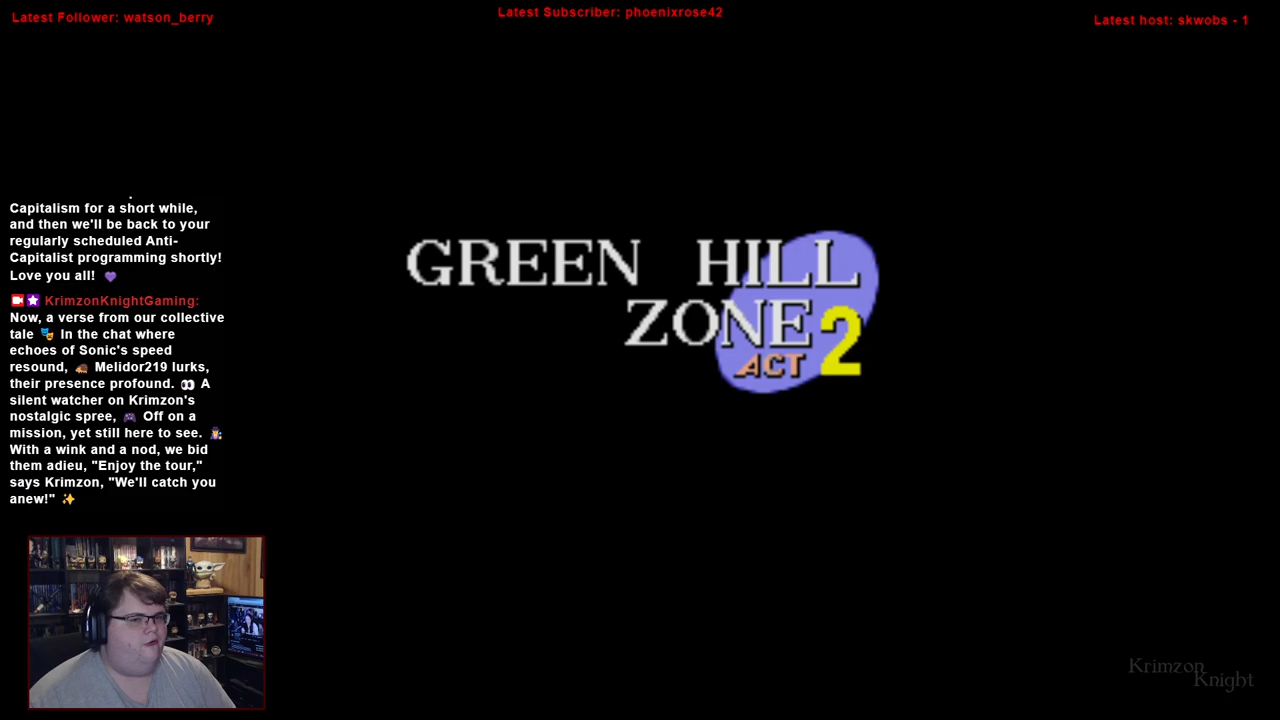 Latest Follower: watson_berry
Latest Subscriber: phoenixrose42
Latest host: skwobs - 1
GREEN HILL
ZONE
ACT 2
Capitalism for a short while,
and then we'll be back to your
regularly scheduled Anti-
Capitalist programming shortly!
Love you all! 💜
KrimzonKnightGaming:
Now, a verse from our collective
tale 🎭 In the chat where
echoes of Sonic's speed
resound, 🦔 Melidor219 lurks,
their presence profound. 👀 A
silent watcher on Krimzon's
nostalgic spree, 🎮 Off on a
mission, yet still here to see. 🦹
With a wink and a nod, we bid
them adieu, "Enjoy the tour,"
says Krimzon, "We'll catch you
anew!" ✨
Krimzon
Knight